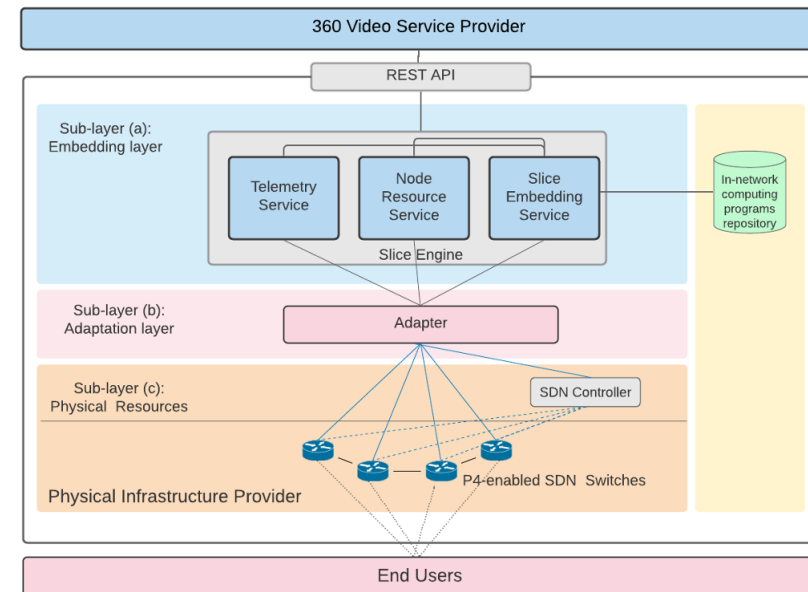 360 Video Service Provider
REST API
Sub-layer (a):
Embedding layer
Telemetry
Service
Node
Resource
Service
Slice
Embedding
Service
Slice Engine
In-network
computing
programs
repository
Sub-layer (b):
Adaptation layer
Adapter
Sub-layer (c):
Physical Resources
SDN Controller
P4-enabled SDN Switches
Physical Infrastructure Provider
End Users